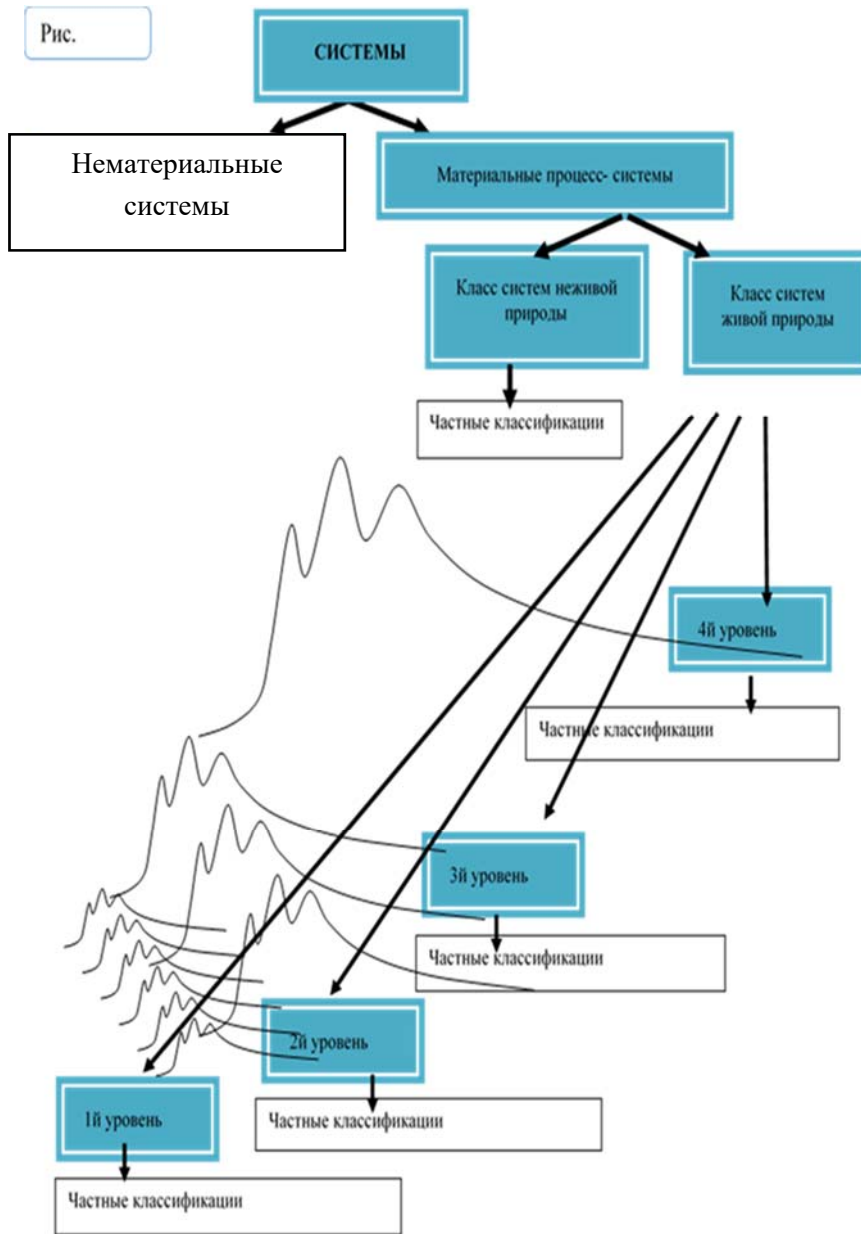 Рис.
СИСТЕМЫ
Нематериальные
системы
Материальные процесс- системы
Класс систем неживой
природы
Класс систем
живой природы
Частные классификации
4й уровень
Частные классификации
3й уровень
Частные классификации
2й уровень
Частные классификации
1й уровень
Частные классификации